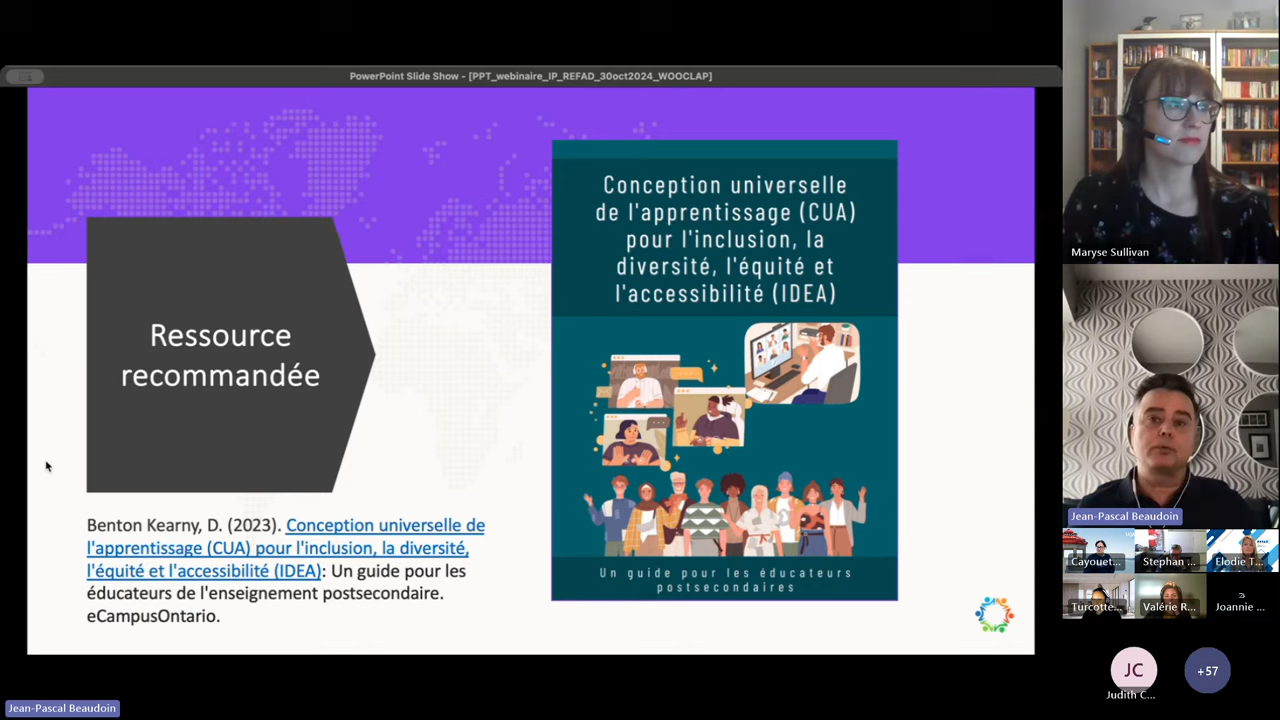 PowerPoint Slide Show - [PPT_webinaire_IP_REFAD_30oct2024_WOOCLAP]
Ressource
recommandée
Benton Kearny, D. (2023). Conception universelle de
l'apprentissage (CUA) pour l'inclusion, la diversité,
l'équité et l'accessibilité (IDEA): Un guide pour les
éducateurs de l'enseignement postsecondaire.
eCampusOntario.
Conception universelle
de l'apprentissage (CUA)
pour l'inclusion, la
diversité, l'équité et
l'accessibilité (IDEA)
Un guide pour les éducateurs
postsecondaires
Maryse Sullivan
Jean-Pascal Beaudoin
Cayouet...
Stephan ...
Elodie T...
Turcotte...
Valérie R...
Joannie ...
JC
+57
Judith C...
Jean-Pascal Beaudoin